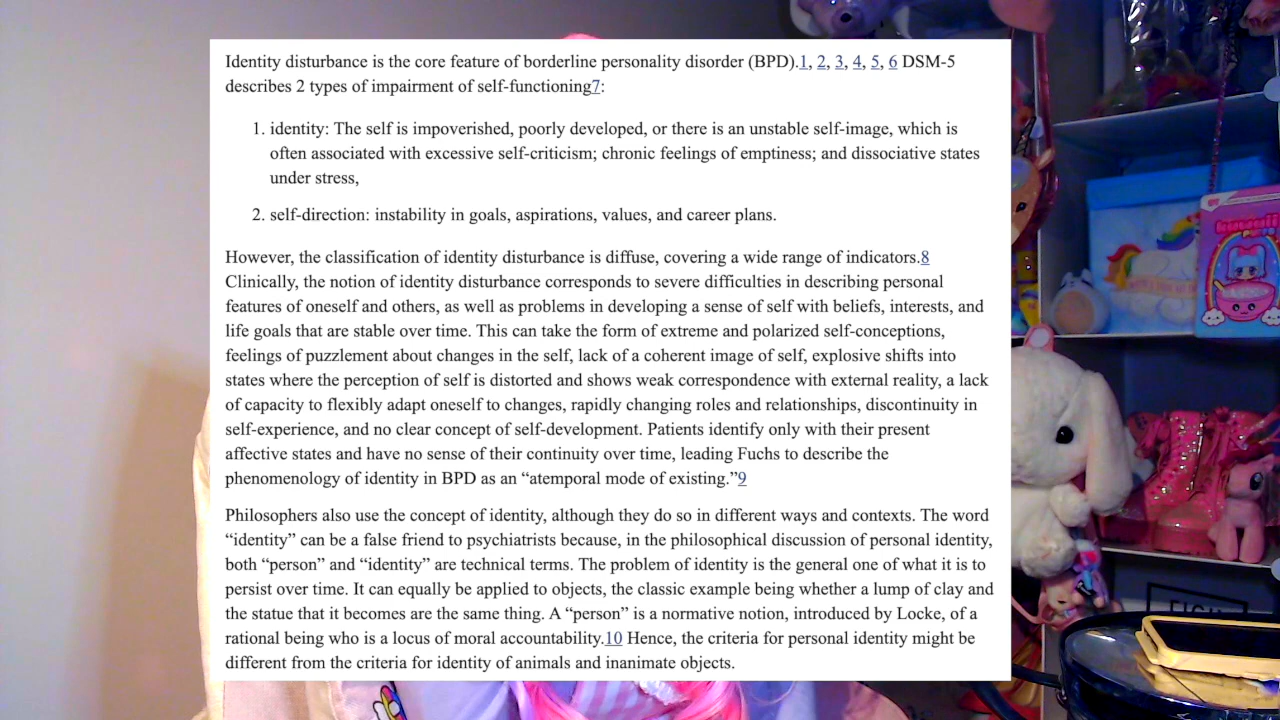 Identity disturbance is the core feature of borderline personality disorder (BPD).1, 2, 3, 4, 5, 6 DSM-5
describes 2 types of impairment of self-functioning7:
1. identity: The self is impoverished, poorly developed, or there is an unstable self-image, which is
often associated with excessive self-criticism; chronic feelings of emptiness; and dissociative states
under stress,
2. self-direction: instability in goals, aspirations, values, and career plans.
However, the classification of identity disturbance is diffuse, covering a wide range of indicators.8
Clinically, the notion of identity disturbance corresponds to severe difficulties in describing personal
features of oneself and others, as well as problems in developing a sense of self with beliefs, interests, and
life goals that are stable over time. This can take the form of extreme and polarized self-conceptions,
feelings of puzzlement about changes in the self, lack of a coherent image of self, explosive shifts into
states where the perception of self is distorted and shows weak correspondence with external reality, a lack
of capacity to flexibly adapt oneself to changes, rapidly changing roles and relationships, discontinuity in
self-experience, and no clear concept of self-development. Patients identify only with their present
affective states and have no sense of their continuity over time, leading Fuchs to describe the
phenomenology of identity in BPD as an “atemporal mode of existing.”9
Philosophers also use the concept of identity, although they do so in different ways and contexts. The word
“identity” can be a false friend to psychiatrists because, in the philosophical discussion of personal identity,
both “person” and “identity” are technical terms. The problem of identity is the general one of what it is to
persist over time. It can equally be applied to objects, the classic example being whether a lump of clay and
the statue that it becomes are the same thing. A “person” is a normative notion, introduced by Locke, of a
rational being who is a locus of moral accountability.10 Hence, the criteria for personal identity might be
different from the criteria for identity of animals and inanimate objects.